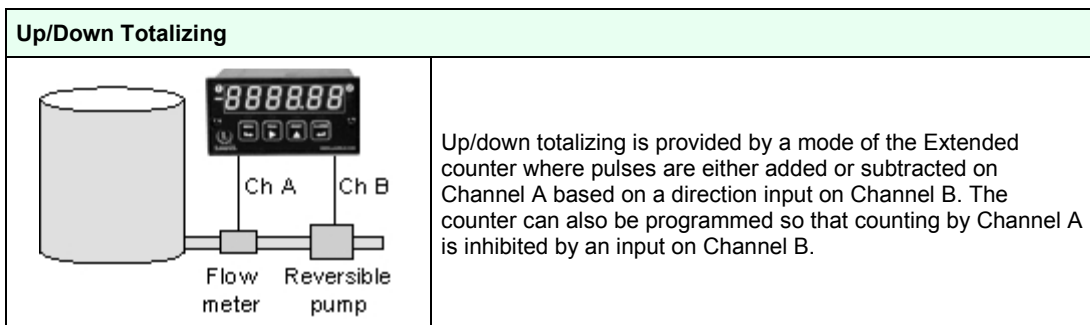 Up/Down Totalizing
-8888.88
Ch A
Ch B
Flow
meter
Reversible
pump
Up/down totalizing is provided by a mode of the Extended
counter where pulses are either added or subtracted on
Channel A based on a direction input on Channel B. The
counter can also be programmed so that counting by Channel A
is inhibited by an input on Channel B.